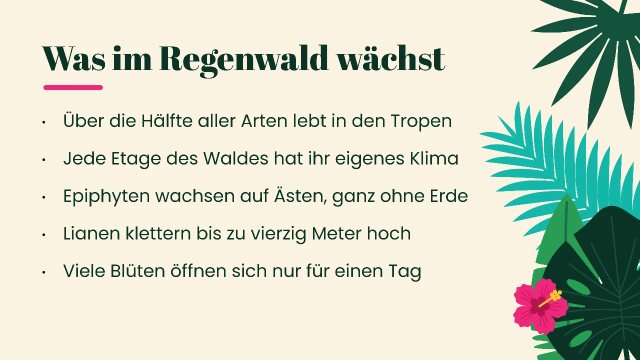 Was im Regenwald wächst
• Über die Hälfte aller Arten lebt in den Tropen
• Jede Etage des Waldes hat ihr eigenes Klima
• Epiphyten wachsen auf Ästen, ganz ohne Erde
• Lianen klettern bis zu vierzig Meter hoch
• Viele Blüten öffnen sich nur für einen Tag